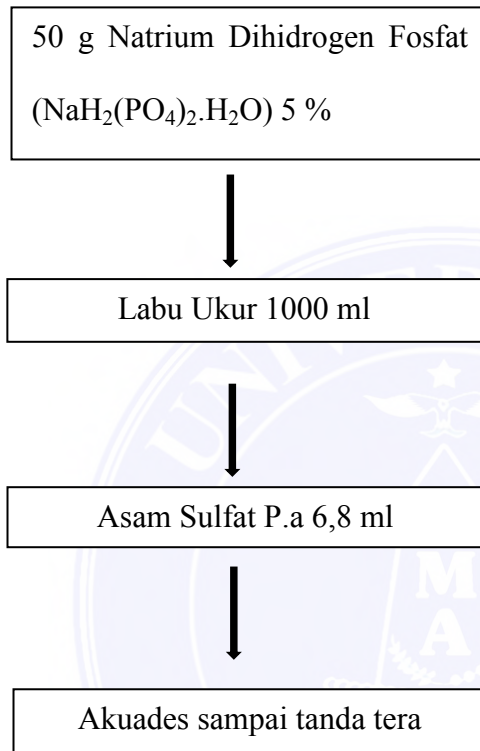 50 g Natrium Dihidrogen Fosfat
(NaH₂(PO₄)₂.H₂O) 5 %
Labu Ukur 1000 ml
Asam Sulfat P.a 6,8 ml
Akuades sampai tanda tera
UNIVE
M
A